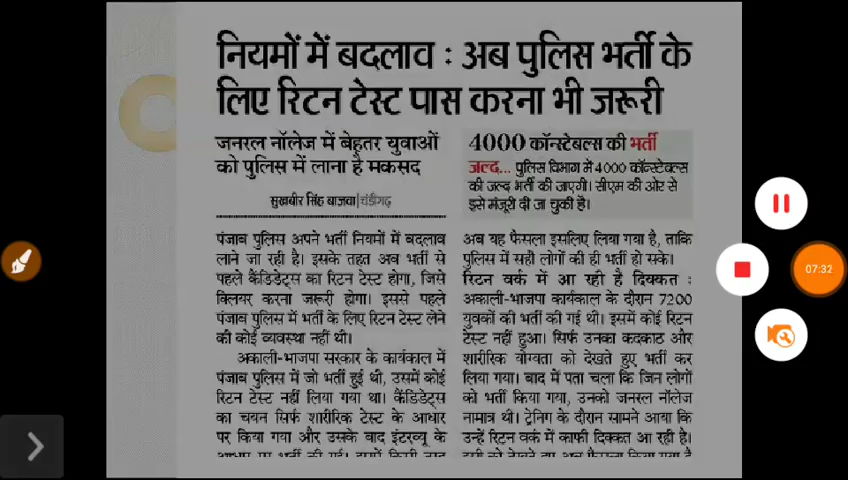 नियमों में बदलाव : अब पुलिस भर्ती के
लिए रिटन टेस्ट पास करना भी जरूरी
जनरल नॉलेज में बेहतर युवाओं
को पुलिस में लाना है मकसद
सुखबीर सिंह बाजवा|चंडीगढ़
पंजाब पुलिस अपने भर्ती नियमों में बदलाव
लाने जा रही है। इसके तहत अब भर्ती से
पहले कैंडिडेट्स का रिटन टेस्ट होगा, जिसे
क्लियर करना जरूरी होगा। इससे पहले
पंजाब पुलिस में भर्ती के लिए रिटन टेस्ट लेने
की कोई व्यवस्था नहीं थी।
अकाली-भाजपा सरकार के कार्यकाल में
पंजाब पुलिस में जो भर्ती हुई थी, उसमें कोई
रिटन टेस्ट नहीं लिया गया था। कैंडिडेट्स
का चयन सिर्फ शारीरिक टेस्ट के आधार
पर किया गया और उसके बाद इंटरव्यू के
4000 कॉन्स्टेबल्स की भर्ती
जल्द... पुलिस विभाग में 4000 कॉन्स्टेबल्स
की जल्द भर्ती की जाएगी। सीएम की ओर से
इसे मंजूरी दी जा चुकी है।
अब यह फैसला इसलिए लिया गया है, ताकि
पुलिस में सही लोगों की ही भर्ती हो सके।
रिटन वर्क में आ रही है दिक्कत :
अकाली-भाजपा कार्यकाल के दौरान 7200
युवकों की भर्ती की गई थी। इसमें कोई रिटन
टेस्ट नहीं हुआ। सिर्फ उनका कदकाठ और
शारीरिक योग्यता को देखते हुए भर्ती कर
लिया गया। बाद में पता चला कि जिन लोगों
को भर्ती किया गया, उनकी जनरल नॉलेज
नामात्र थी। ट्रेनिंग के दौरान सामने आया कि
उन्हें रिटन वर्क में काफी दिक्कत आ रही है।
07:32